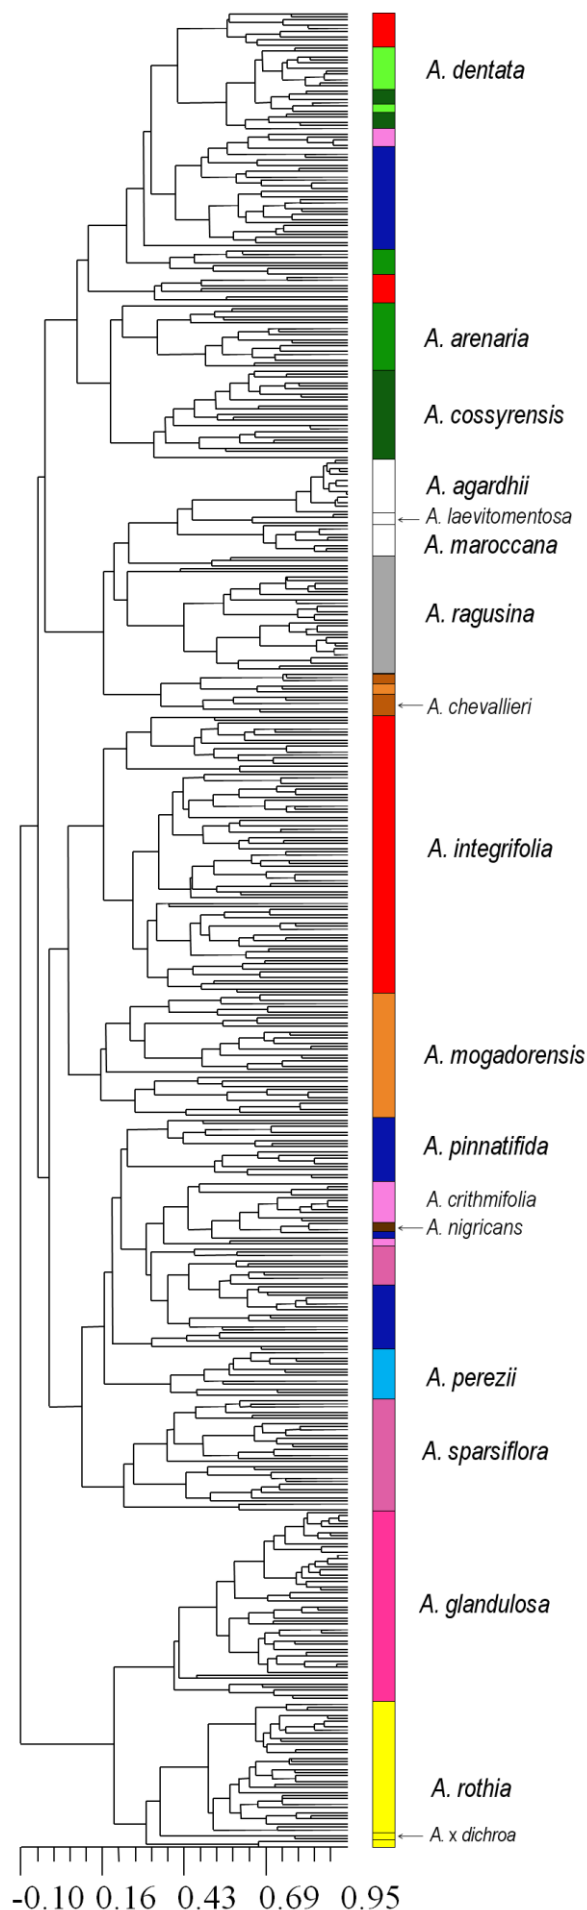 A. dentata
A. arenaria
A. cossyrensis
A. agardhii
A. laevitomentosa
A. maroccana
A. ragusina
A. chevallieri
A. integrifolia
A. mogadorensis
A. pinnatifida
A. crithmifolia
A. nigricans
A. perezii
A. sparsiflora
A. glandulosa
A. rothia
A. x dichroa
-0.10 0.16 0.43 0.69 0.95